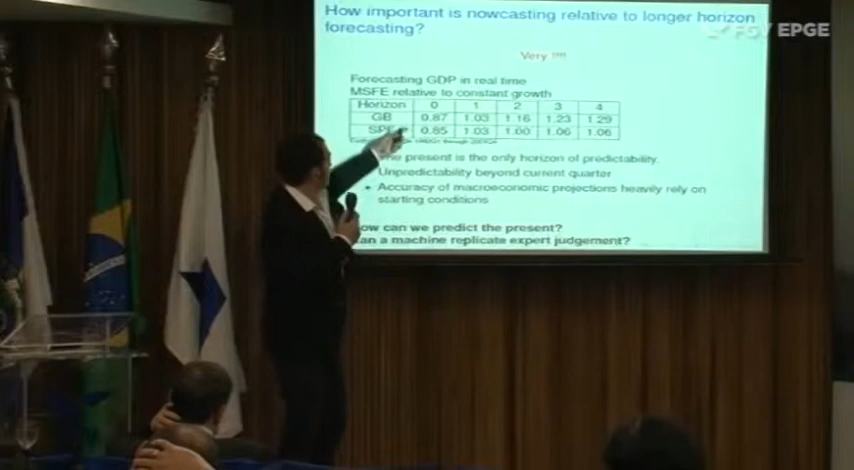 How important is nowcasting relative to longer horizon
forecasting?
FGV EPGE
Very !!!!
Forecasting GDP in real time
MSFE relative to constant growth
Horizon 0 1 2 3 4
GB 0.87 1.03 1.16 1.23 1.29
SPF 0.85 1.03 1.00 1.06 1.06
The present is the only horizon of predictability.
Unpredictability beyond current quarter
• Accuracy of macroeconomic projections heavily rely on
starting conditions
ow can we predict the present?
an a machine replicate expert judgement?